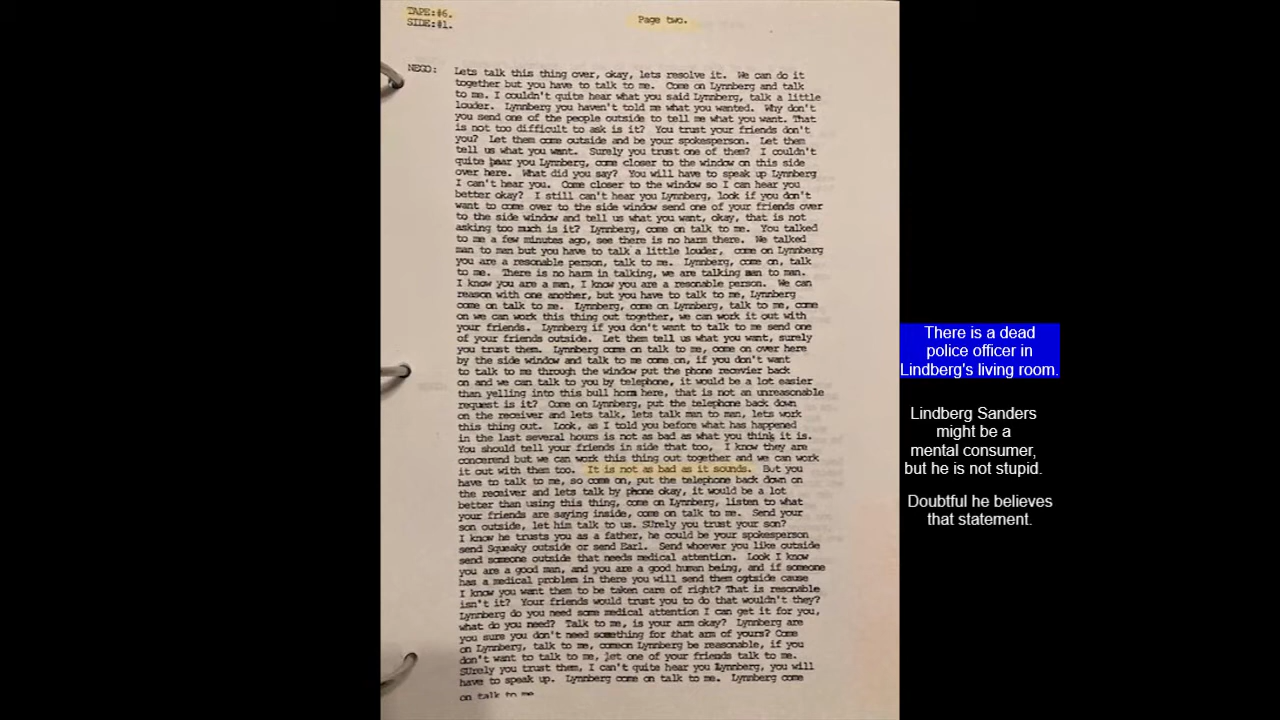 TAPE:#6.
SIDE:#1.
Page two.
NEGO: Lets talk this thing over, okay, lets resolve it. We can do it
together but you have to talk to me. Come on Lynnberg and talk
to me. I couldn't quite hear what you said Lynnberg, talk a little
louder. Lynnberg you haven't told me what you wanted. Why don't
you send one of the people outside to tell me what you want. That
is not too difficult to ask is it? You trust your friends don't
you? Let them come outside and be your spokesperson. Let them
tell us what you want. Surely you trust one of them? I couldn't
quite hear you Lynnberg, come closer to the window on this side
over here. What did you say? You will have to speak up Lynnberg
I can't hear you. Come closer to the window so I can hear you
better okay? I still can't hear you Lynnberg, look if you don't
want to come over to the side window send one of your friends over
to the side window and tell us what you want, okay, that is not
asking too much is it? Lynnberg, come on talk to me. You talked
to me a few minutes ago, see there is no harm there. We talked
man to man but you have to talk a little louder, come on Lynnberg
you are a resonable person, talk to me. Lynnberg, come on, talk
to me. There is no harm in talking, we are talking man to man.
I know you are a man, I know you are a resonable person. We can
reason with one another, but you have to talk to me, Lynnberg
come on talk to me. Lynnberg, come on Lynnberg, talk to me, come
on we can work this thing out together, we can work it out with
your friends. Lynnberg if you don't want to talk to me send one
of your friends outside. Let them tell us what you want, surely
you trust them. Lynnberg come on talk to me, come on over here
by the side window and talk to me come on, if you don't want
to talk to me through the window put the phone recevier back
on and we can talk to you by telephone, it would be a lot easier
than yelling into this bull horn here, that is not an unreasonable
request is it? Come on Lynnberg, put the telephone back down
on the receiver and lets talk, lets talk man to man, lets work
this thing out. Look, as I told you before what has happened
in the last several hours is not as bad as what you think it is.
You should tell your friends in side that too, I know they are
concerend but we can work this thing out together and we can work
it out with them too. It is not as bad as it sounds. But you
have to talk to me, so come on, put the telephone back down on
the receiver and lets talk by phone okay, it would be a lot
better than using this thing, come on Lynnberg, listen to what
your friends are saying inside, come on talk to me. Send your
son outside, let him talk to us. SUrely you trust your son?
I know he trusts you as a father, he could be your spokesperson
send Squeaky outside or send Earl. Send whoever you like outside
send someone outside that needs medical attention. Look I know
you are a good man, and you are a good human being, and if someone
has a medical problem in there you will send them outside cause
I know you want them to be taken care of right? That is resonable
isn't it? Your friends would trust you to do that wouldn't they?
Lynnberg do you need some medical attention I can get it for you,
what do you need? Talk to me, is your arm okay? Lynnberg are
you sure you don't need something for that arm of yours? Come
on Lynnberg, talk to me, comeon Lynnberg be reasonable, if you
don't want to talk to me, let one of your friends talk to me.
SUrely you trust them, I can't quite hear you Lynnberg, you will
have to speak up. Lynnberg come on talk to me. Lynnberg come
on talk to me
There is a dead
police officer in
Lindberg's living room.
Lindberg Sanders
might be a
mental consumer,
but he is not stupid.
Doubtful he believes
that statement.